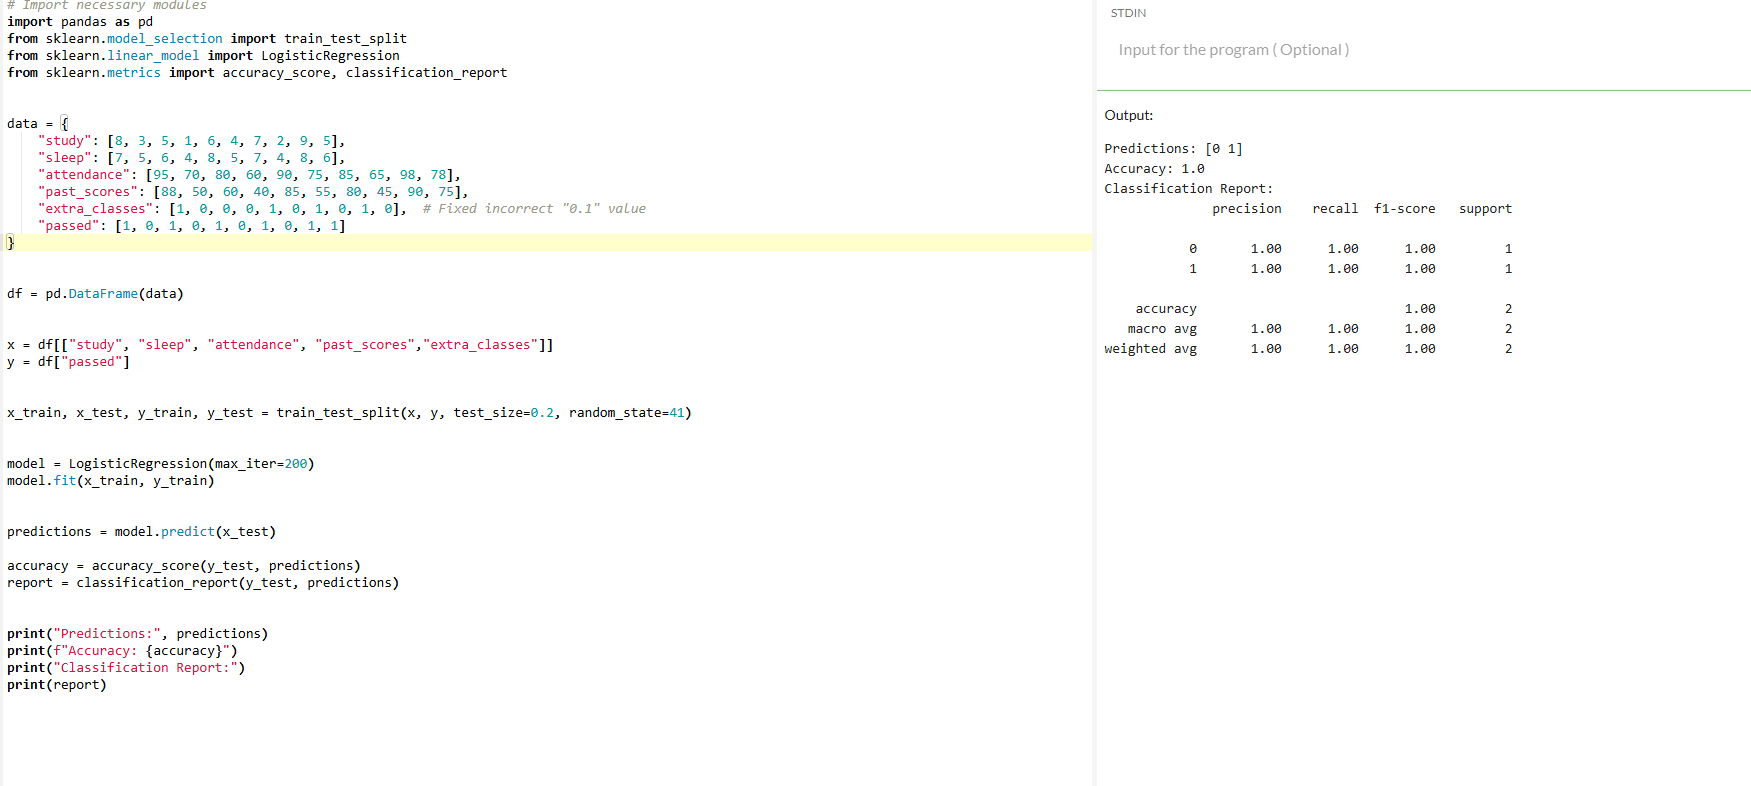 # Import necessary modules
import pandas as pd
from sklearn.model_selection import train_test_split
from sklearn.linear_model import LogisticRegression
from sklearn.metrics import accuracy_score, classification_report
data = {
    "study": [8, 3, 5, 1, 6, 4, 7, 2, 9, 5],
    "sleep": [7, 5, 6, 4, 8, 5, 7, 4, 8, 6],
    "attendance": [95, 70, 80, 60, 90, 75, 85, 65, 98, 78],
    "past_scores": [88, 50, 60, 40, 85, 55, 80, 45, 90, 75],
    "extra_classes": [1, 0, 0, 0, 1, 0, 1, 0, 1, 0],  # Fixed incorrect "0.1" value
    "passed": [1, 0, 1, 0, 1, 0, 1, 0, 1, 1]
}
df = pd.DataFrame(data)
x = df[["study", "sleep", "attendance", "past_scores","extra_classes"]]
y = df["passed"]
x_train, x_test, y_train, y_test = train_test_split(x, y, test_size=0.2, random_state=41)
model = LogisticRegression(max_iter=200)
model.fit(x_train, y_train)
predictions = model.predict(x_test)
accuracy = accuracy_score(y_test, predictions)
report = classification_report(y_test, predictions)
print("Predictions:", predictions)
print(f"Accuracy: {accuracy}")
print("Classification Report:")
print(report)
STDIN
Input for the program ( Optional )
Output:
Predictions: [0 1]
Accuracy: 1.0
Classification Report:
              precision    recall  f1-score   support
           0       1.00      1.00      1.00         1
           1       1.00      1.00      1.00         1
    accuracy                           1.00         2
   macro avg       1.00      1.00      1.00         2
weighted avg       1.00      1.00      1.00         2